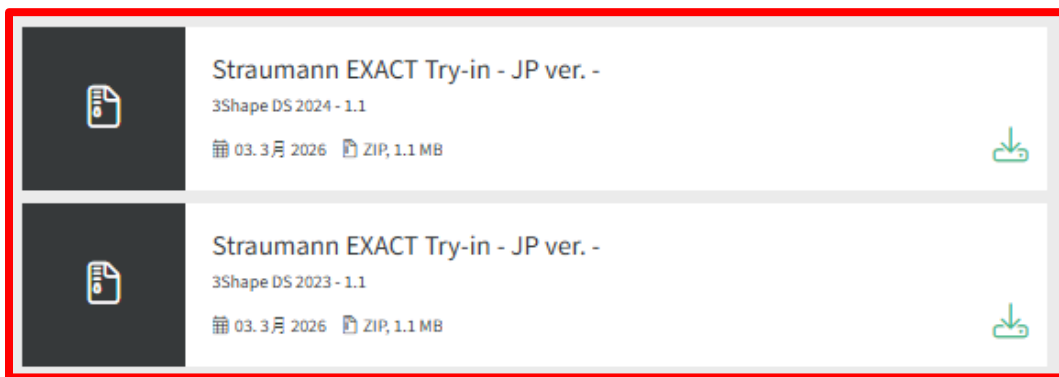 Straumann EXACT Try-in - JP ver. -
3Shape DS 2024 - 1.1
03. 3月 2026 ZIP, 1.1 MB
Straumann EXACT Try-in - JP ver. -
3Shape DS 2023 - 1.1
03. 3月 2026 ZIP, 1.1 MB